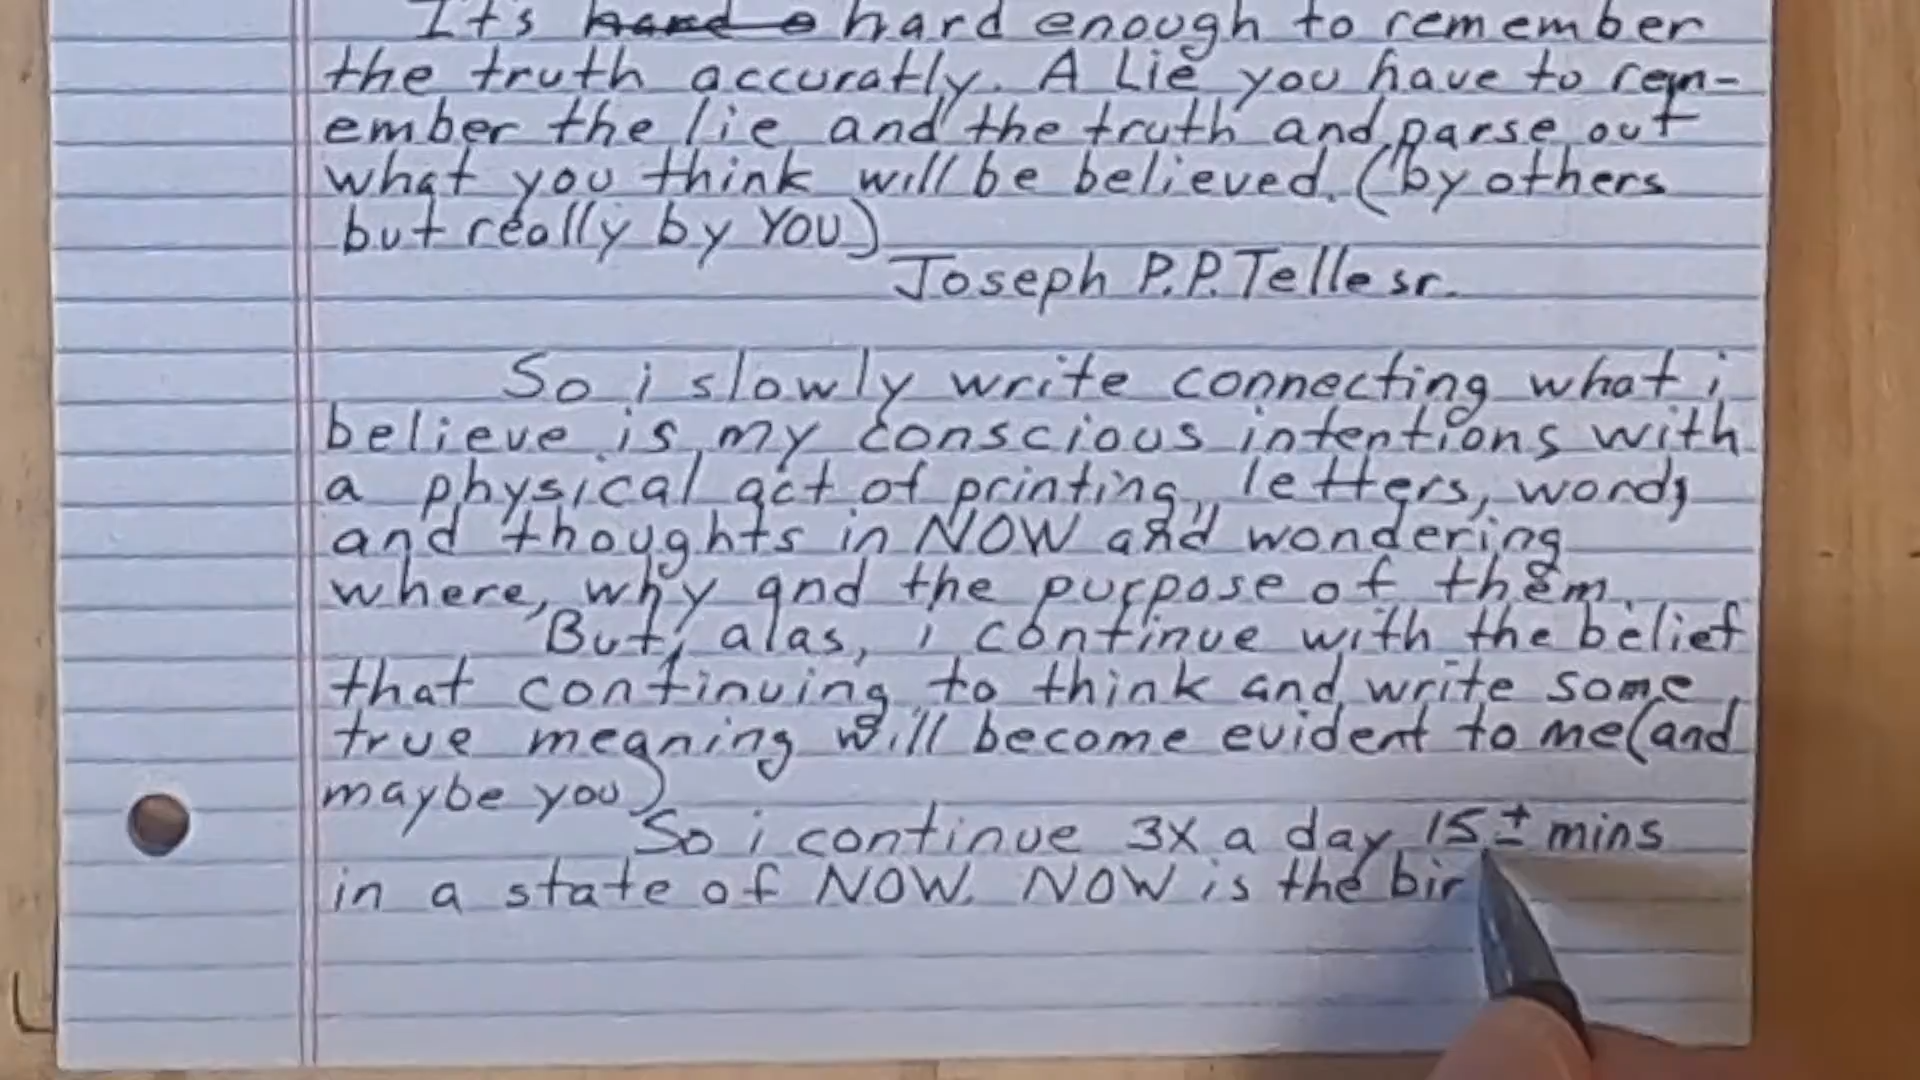 It's hard enough to remember
the truth accuratly. A Lie you have to rem-
ember the lie and the truth and parse out
what you think will be believed. (by others
but really by YOU)
Joseph P.P. Telle sr.
So i slowly write connecting what i
believe is my conscious intentions with
a physical act of printing, letters, words
and thoughts in NOW and wondering
where, why and the purpose of them.
But, alas, i continue with the belief
that continuing to think and write some
true meaning will become evident to me (and
maybe you)
So i continue 3X a day 15± mins
in a state of NOW. NOW is the bir